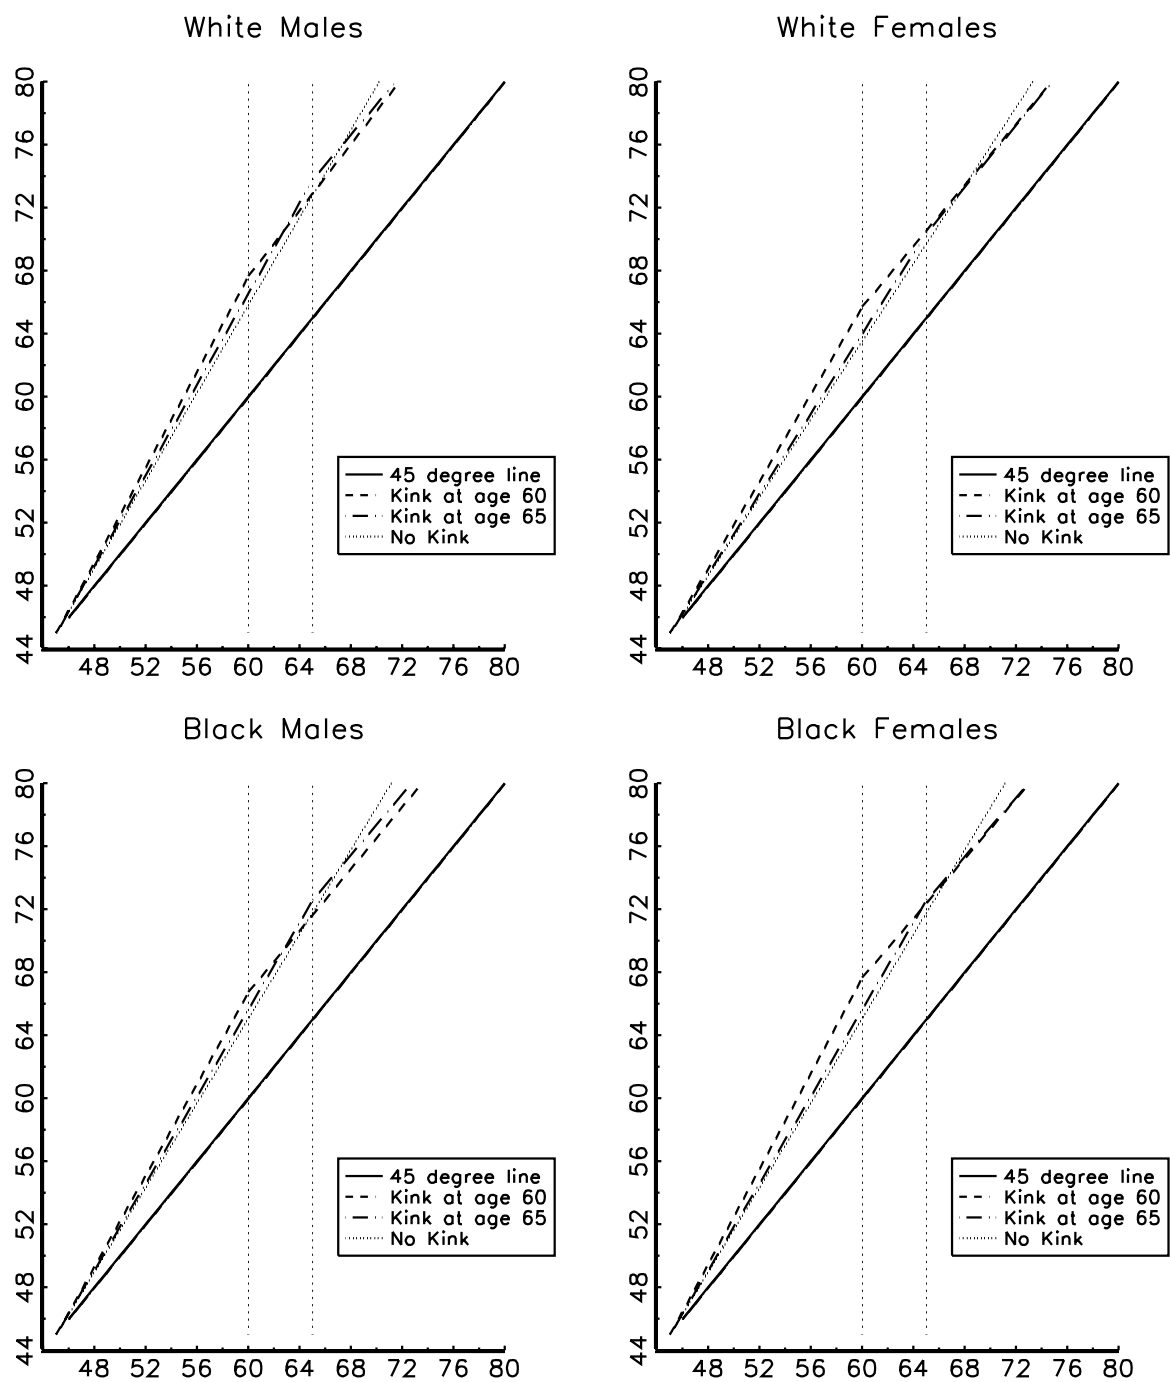 White Males
80
76
72
68
64
60
56
52
48
44
45 degree line
Kink at age 60
Kink at age 65
No Kink
48 52 56 60 64 68 72 76 80
White Females
80
76
72
68
64
60
56
52
48
44
45 degree line
Kink at age 60
Kink at age 65
No Kink
48 52 56 60 64 68 72 76 80
Black Males
80
76
72
68
64
60
56
52
48
44
45 degree line
Kink at age 60
Kink at age 65
No Kink
48 52 56 60 64 68 72 76 80
Black Females
80
76
72
68
64
60
56
52
48
44
45 degree line
Kink at age 60
Kink at age 65
No Kink
48 52 56 60 64 68 72 76 80